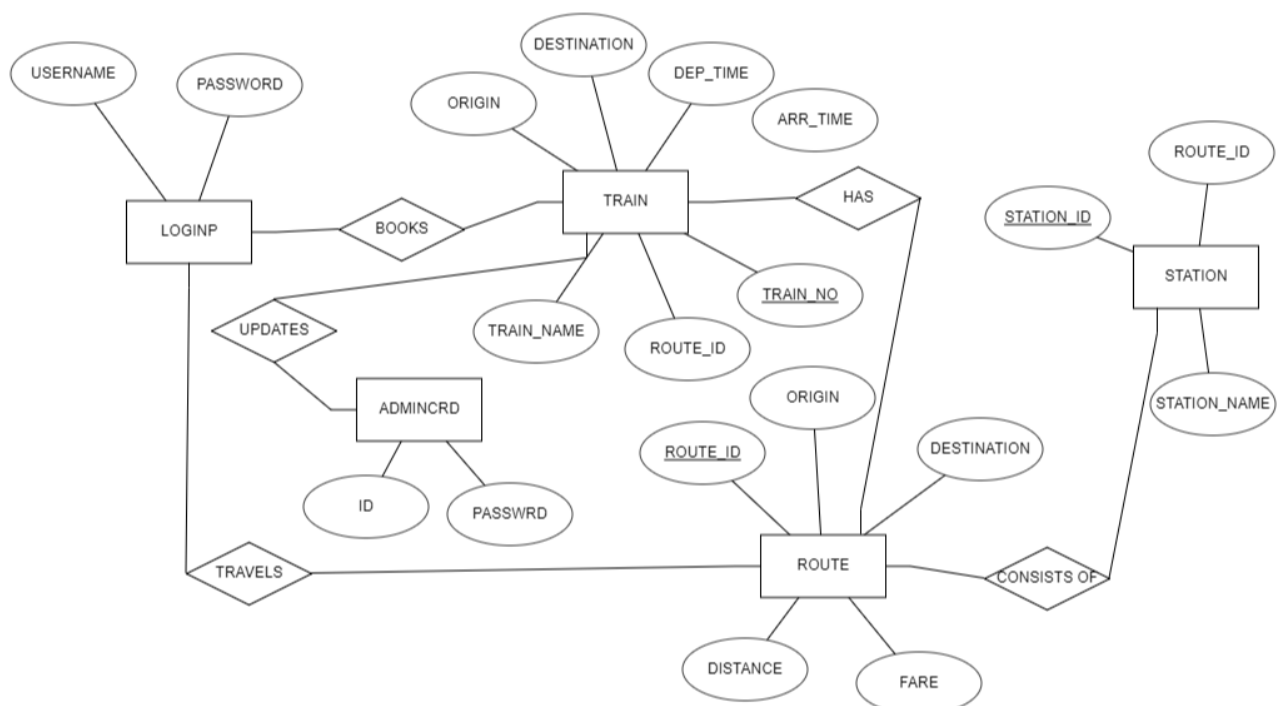 DESTINATION
USERNAME
DEP_TIME
PASSWORD
ORIGIN
ARR_TIME
ROUTE_ID
TRAIN
HAS
STATION_ID
LOGINP
BOOKS
STATION
TRAIN_NO
UPDATES
TRAIN_NAME
ROUTE_ID
ORIGIN
STATION_NAME
ADMINCRD
ROUTE_ID
DESTINATION
ID
PASSWRD
TRAVELS
ROUTE
CONSISTS OF
DISTANCE
FARE